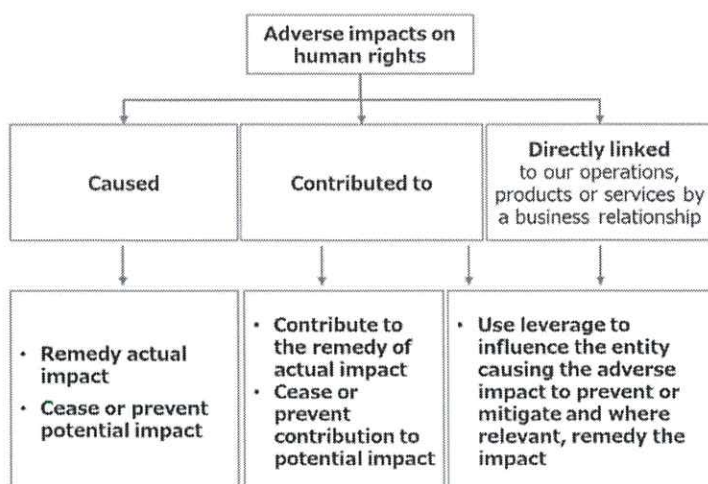 Adverse impacts on
human rights
Caused
Contributed to
Directly linked
to our operations,
products or services by
a business relationship
• Remedy actual
impact
• Cease or prevent
potential impact
• Contribute to
the remedy of
actual impact
• Cease or
prevent
contribution to
potential impact
• Use leverage to
influence the entity
causing the adverse
impact to prevent or
mitigate and where
relevant, remedy the
impact